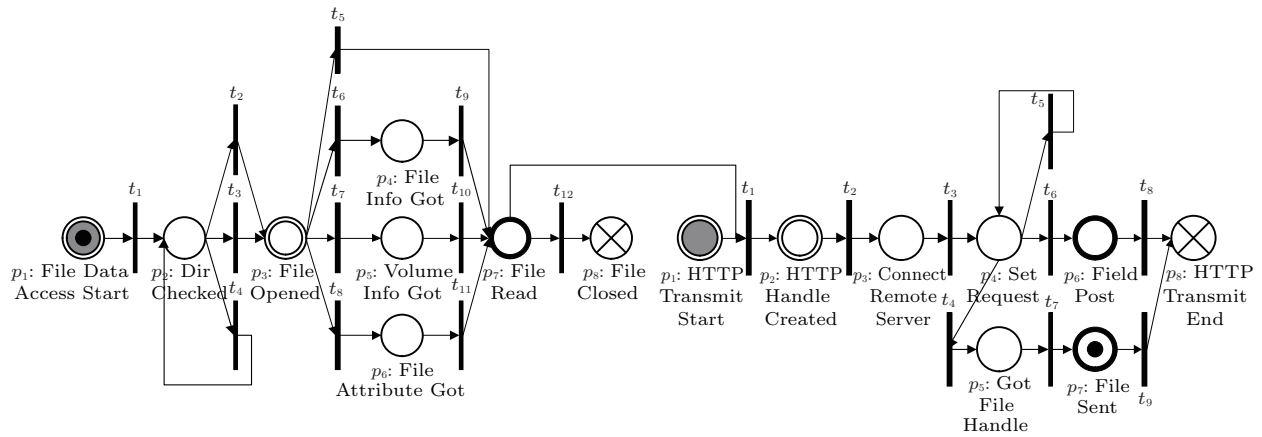 t₅
t₂
t₆
t₉
t₅
t₁
t₃
t₇
p₄: File
Info Got
t₁₀
t₁₂
t₁
t₂
t₃
t₆
t₈
p₁: File Data
Access Start
p₂: Dir
Checked
t₄
p₃: File
Opened
t₈
p₅: Volume
Info Got
t₁₁
p₇: File
Read
p₈: File
Closed
p₁: HTTP
Transmit
Start
p₂: HTTP
Handle
Created
p₃: Connect
Remote
Server
p₄: Set
Request
t₄
t₇
p₆: Field
Post
p₈: HTTP
Transmit
End
p₆: File
Attribute Got
p₅: Got
File
Handle
p₇: File
Sent
t₉